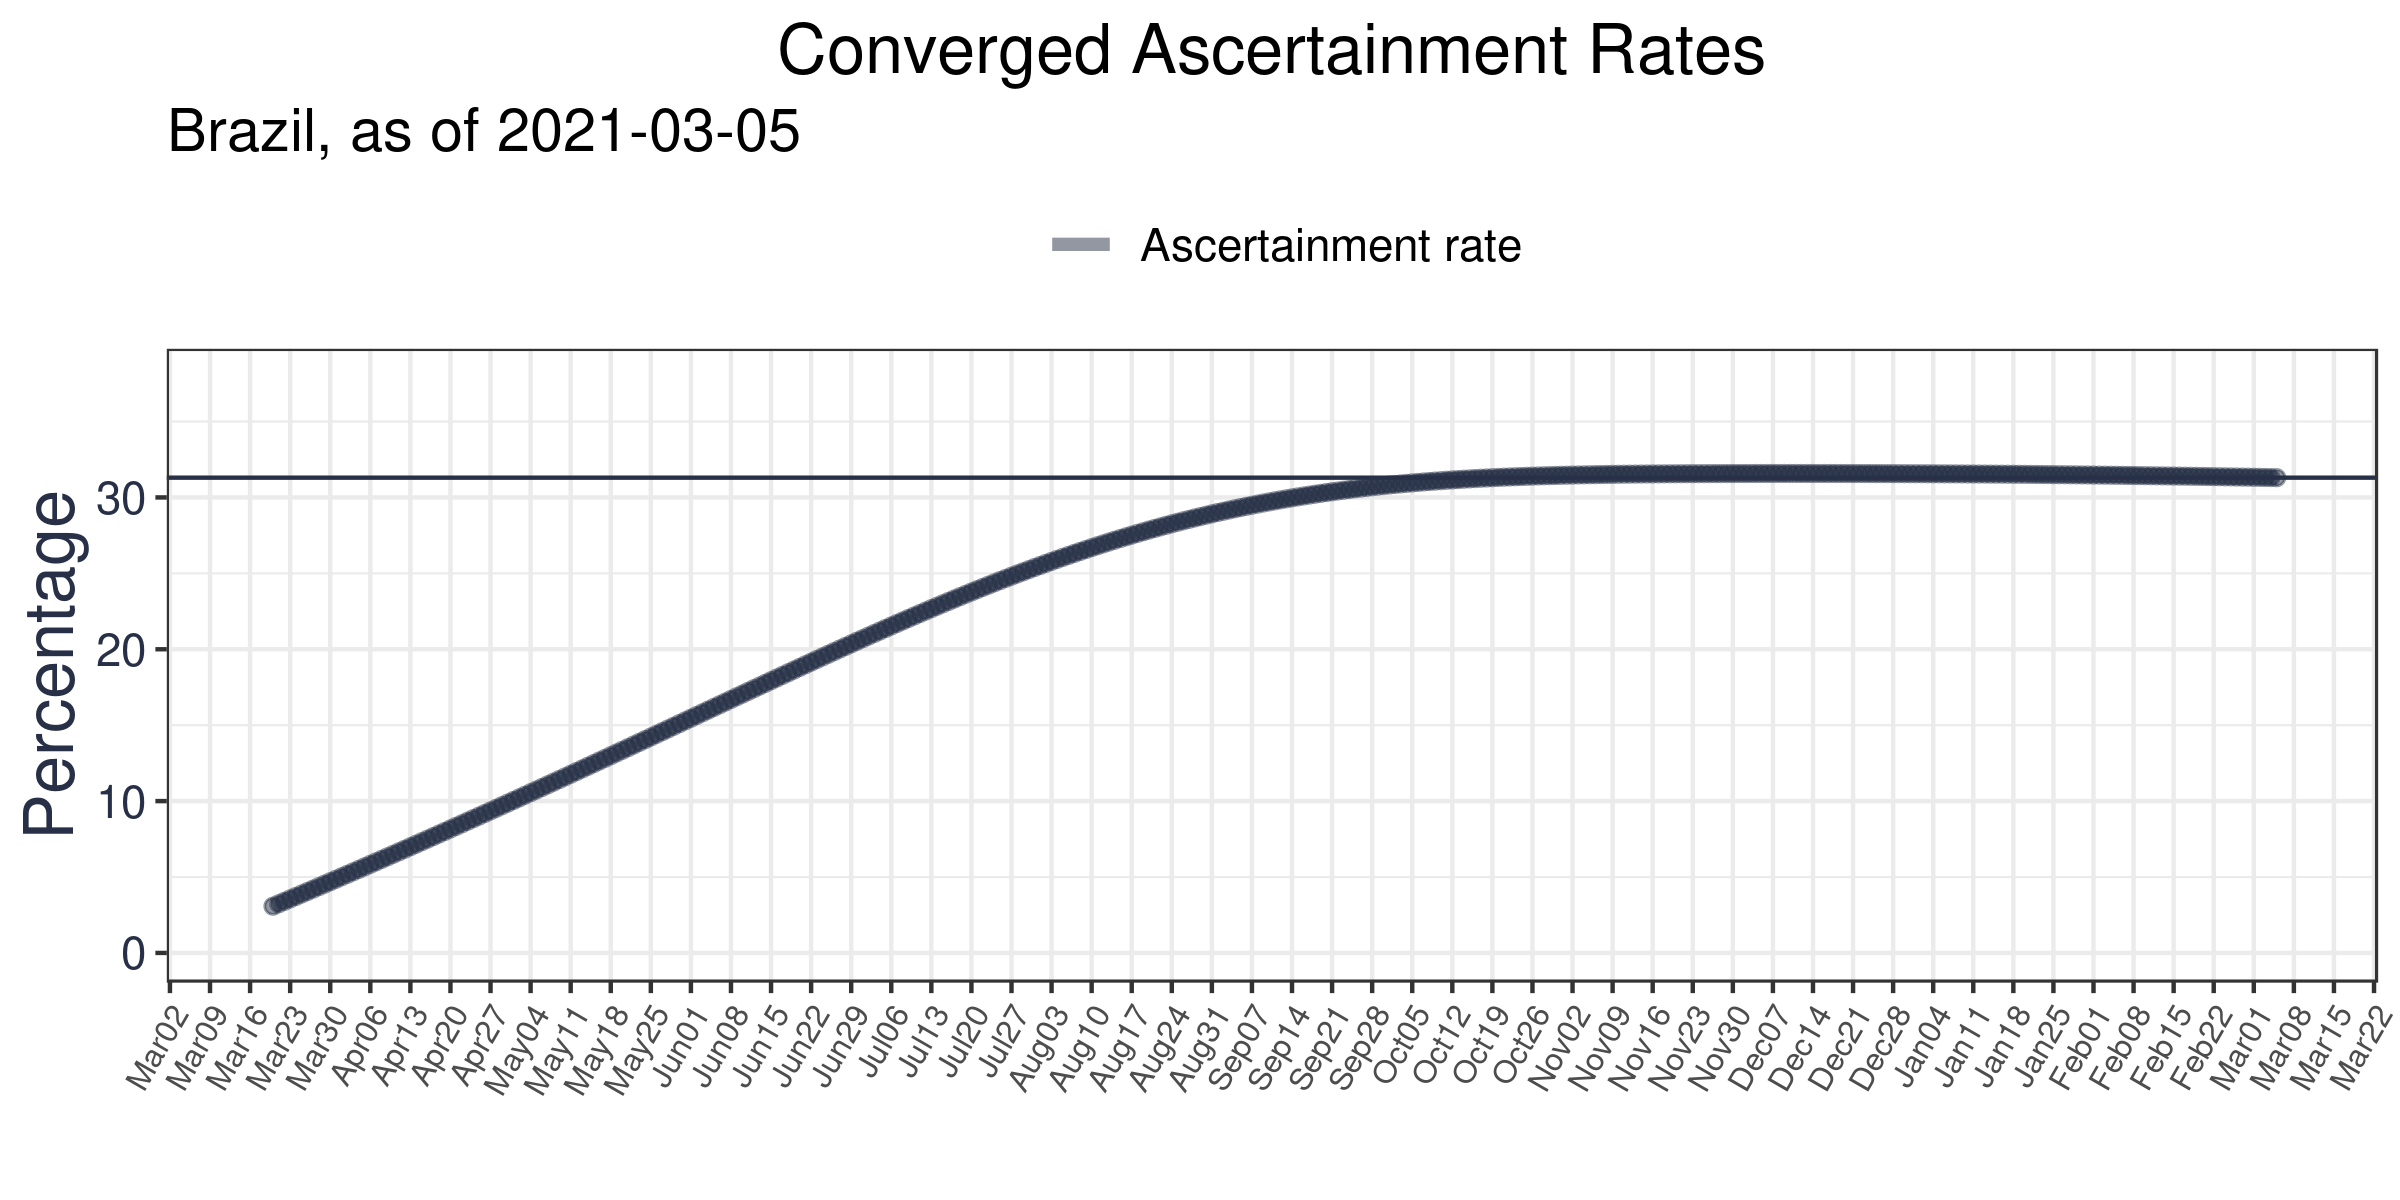 Converged Ascertainment Rates
Brazil, as of 2021-03-05
Ascertainment rate
Percentage
30
20
10
0
Mar02 Mar09 Mar16 Mar23 Mar30 Apr06 Apr13 Apr20 Apr27 May04 May11 May18 May25 Jun01 Jun08 Jun15 Jun22 Jun29 Jul06 Jul13 Jul20 Jul27 Aug03 Aug10 Aug17 Aug24 Aug31 Sep07 Sep14 Sep21 Sep28 Oct05 Oct12 Oct19 Oct26 Nov02 Nov09 Nov16 Nov23 Nov30 Dec07 Dec14 Dec21 Dec28 Jan04 Jan11 Jan18 Jan25 Feb01 Feb08 Feb15 Feb22 Mar01 Mar08 Mar15 Mar22